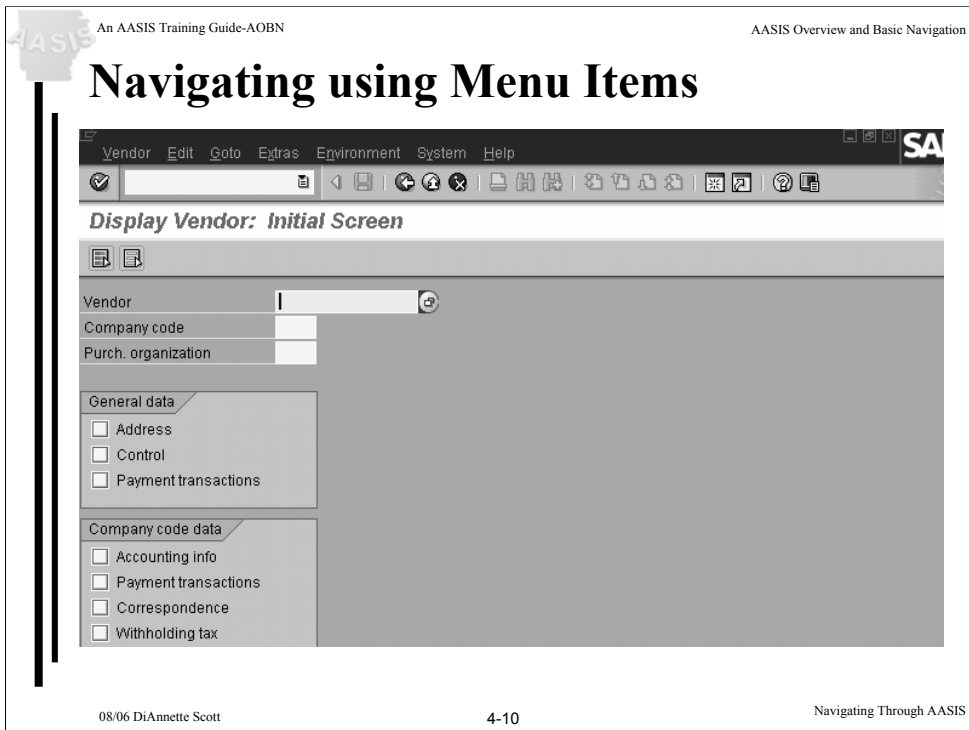 AASIS
An AASIS Training Guide-AOBN
AASIS Overview and Basic Navigation
Navigating using Menu Items
Vendor Edit Goto Extras Environment System Help
SA
Display Vendor: Initial Screen
Vendor
Company code
Purch. organization
General data
Address
Control
Payment transactions
Company code data
Accounting info
Payment transactions
Correspondence
Withholding tax
08/06 DiAnnette Scott
4-10
Navigating Through AASIS